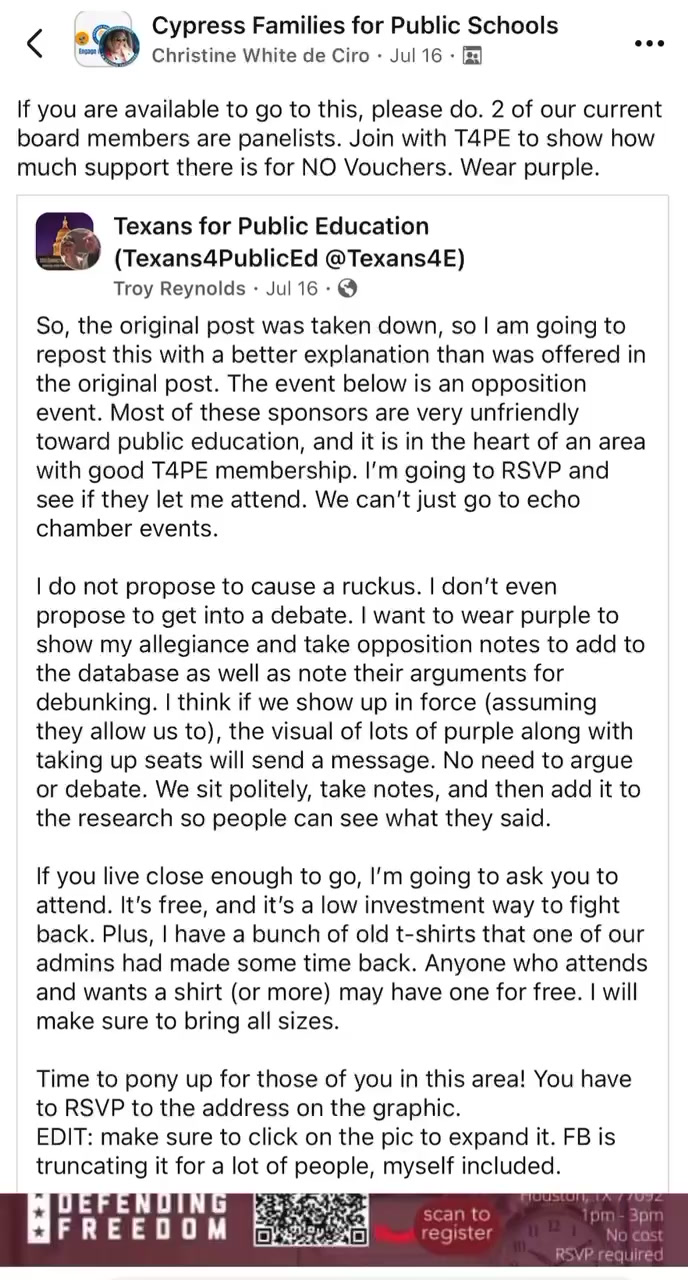 Cypress Families for Public Schools
Christine White de Ciro · Jul 16 ·
If you are available to go to this, please do. 2 of our current
board members are panelists. Join with T4PE to show how
much support there is for NO Vouchers. Wear purple.
Texans for Public Education
(Texans4PublicEd @Texans4E)
Troy Reynolds · Jul 16 ·
So, the original post was taken down, so I am going to
repost this with a better explanation than was offered in
the original post. The event below is an opposition
event. Most of these sponsors are very unfriendly
toward public education, and it is in the heart of an area
with good T4PE membership. I’m going to RSVP and
see if they let me attend. We can’t just go to echo
chamber events.
I do not propose to cause a ruckus. I don’t even
propose to get into a debate. I want to wear purple to
show my allegiance and take opposition notes to add to
the database as well as note their arguments for
debunking. I think if we show up in force (assuming
they allow us to), the visual of lots of purple along with
taking up seats will send a message. No need to argue
or debate. We sit politely, take notes, and then add it to
the research so people can see what they said.
If you live close enough to go, I’m going to ask you to
attend. It’s free, and it’s a low investment way to fight
back. Plus, I have a bunch of old t-shirts that one of our
admins had made some time back. Anyone who attends
and wants a shirt (or more) may have one for free. I will
make sure to bring all sizes.
Time to pony up for those of you in this area! You have
to RSVP to the address on the graphic.
EDIT: make sure to click on the pic to expand it. FB is
truncating it for a lot of people, myself included.
DEFENDING
FREEDOM
scan to
register
Houston, TX 77092
1pm - 3pm
No cost
RSVP required